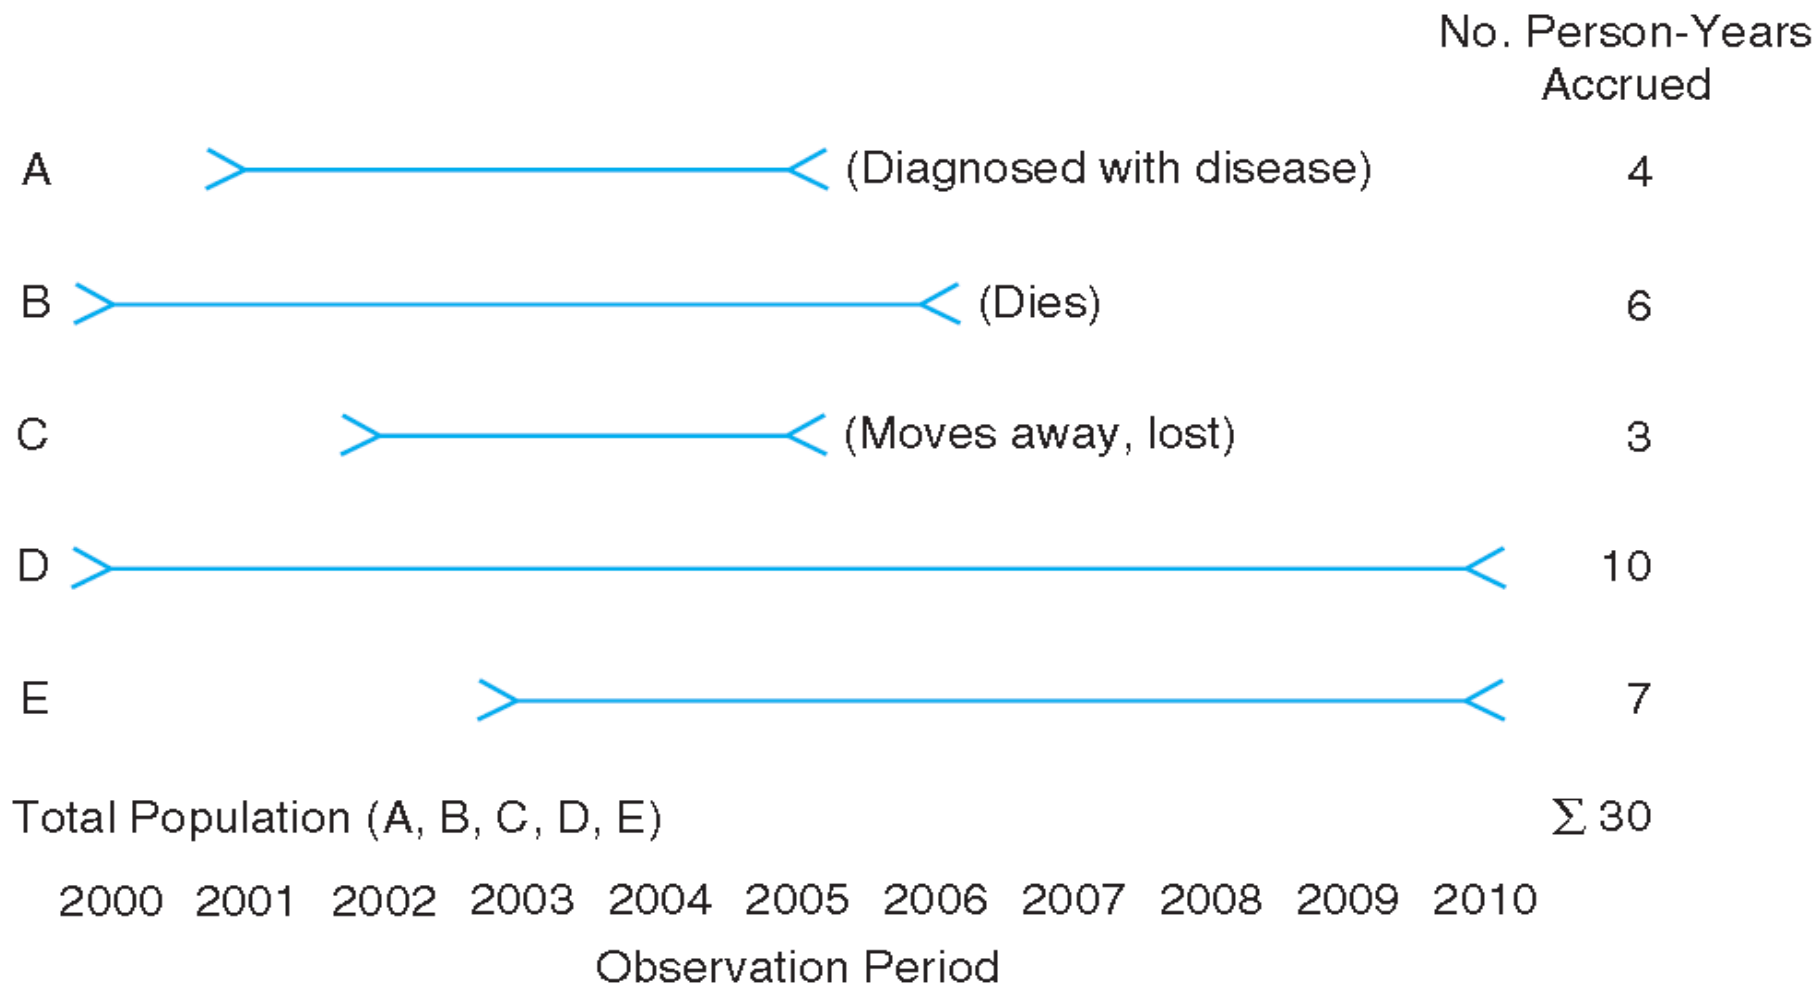 No. Person-Years
Accrued
A (Diagnosed with disease) 4
B (Dies) 6
C (Moves away, lost) 3
D 10
E 7
Total Population (A, B, C, D, E) Σ 30
2000 2001 2002 2003 2004 2005 2006 2007 2008 2009 2010
Observation Period